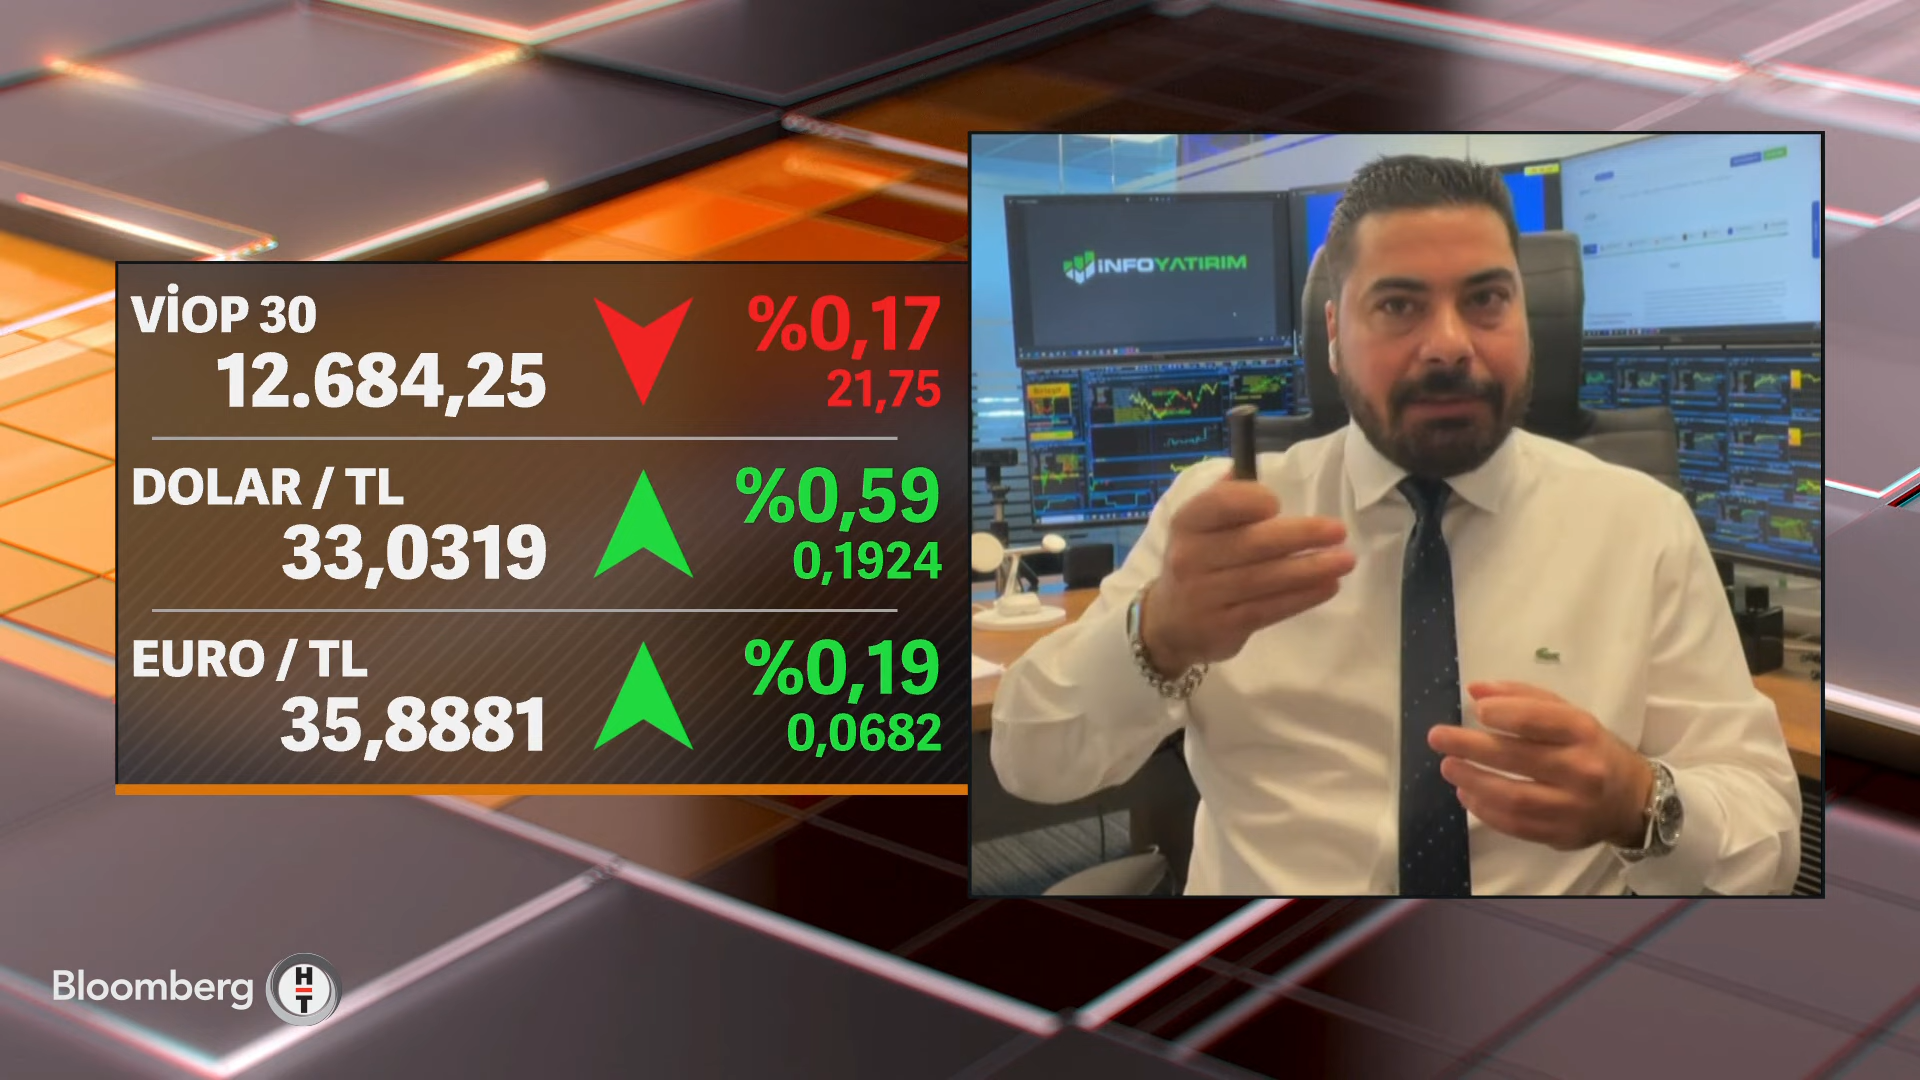 VİOP 30
12.684,25
%0,17
21,75
DOLAR / TL
33,0319
%0,59
0,1924
EURO / TL
35,8881
%0,19
0,0682
INFOYATIRIM
Bloomberg HT